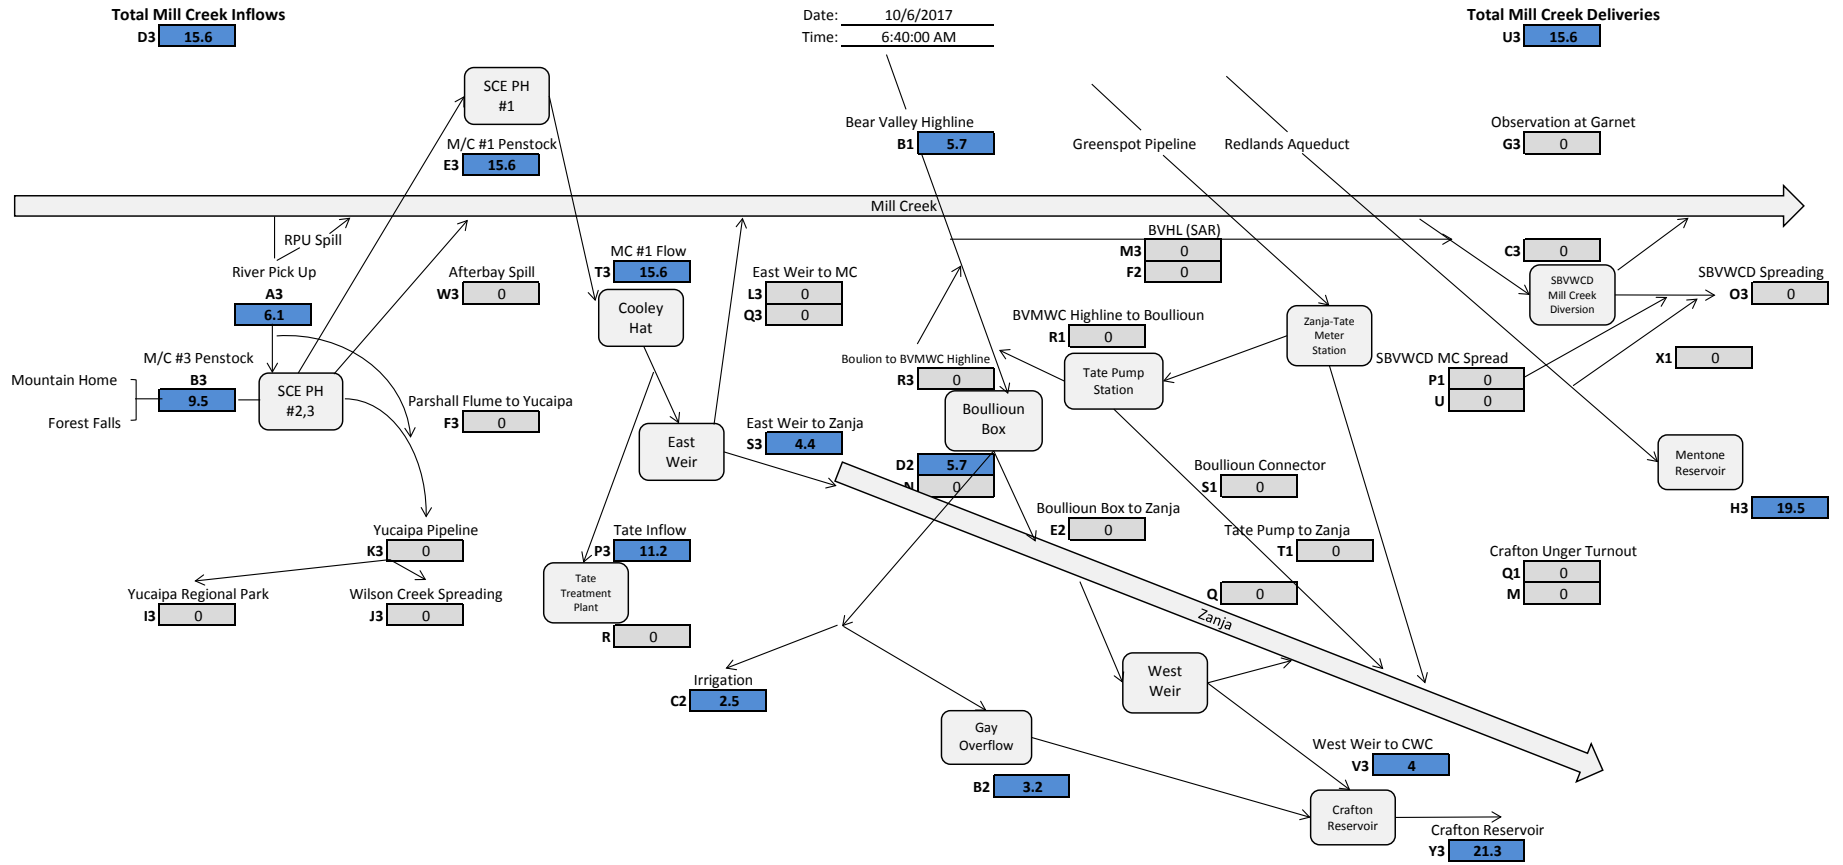 Total Mill Creek Inflows
D3 15.6
Date: 10/6/2017
Time: 6:40:00 AM
Total Mill Creek Deliveries
U3 15.6
SCE PH
#1
M/C #1 Penstock
E3 15.6
Bear Valley Highline
B1 5.7
Greenspot Pipeline
Redlands Aqueduct
Observation at Garnet
G3 0
Mill Creek
RPU Spill
River Pick Up
A3
6.1
Afterbay Spill
W3 0
MC #1 Flow
T3 15.6
Cooley
Hat
East Weir to MC
L3 0
Q3 0
BVHL (SAR)
M3 0
F2 0
C3 0
SBVWCD
Mill Creek
Diversion
SBVWCD Spreading
O3 0
BVMWC Highline to Boullioun
R1 0
Zanja-Tate
Meter
Station
M/C #3 Penstock
B3
9.5
Mountain Home
Forest Falls
SCE PH
#2,3
Parshall Flume to Yucaipa
F3 0
Boulion to BVMWC Highline
R3 0
Tate Pump
Station
SBVWCD MC Spread
P1 0
U 0
X1 0
Boullioun
Box
East
Weir
East Weir to Zanja
S3 4.4
D2 5.7
N 0
Boullioun Connector
S1 0
Mentone
Reservoir
H3 19.5
Boullioun Box to Zanja
E2 0
Tate Pump to Zanja
T1 0
Yucaipa Pipeline
K3 0
Tate Inflow
P3 11.2
Tate
Treatment
Plant
R 0
Crafton Unger Turnout
Q1 0
M 0
Yucaipa Regional Park
I3 0
Wilson Creek Spreading
J3 0
Q 0
Zanja
West
Weir
Irrigation
C2 2.5
Gay
Overflow
B2 3.2
West Weir to CWC
V3 4
Crafton
Reservoir
Crafton Reservoir
Y3 21.3